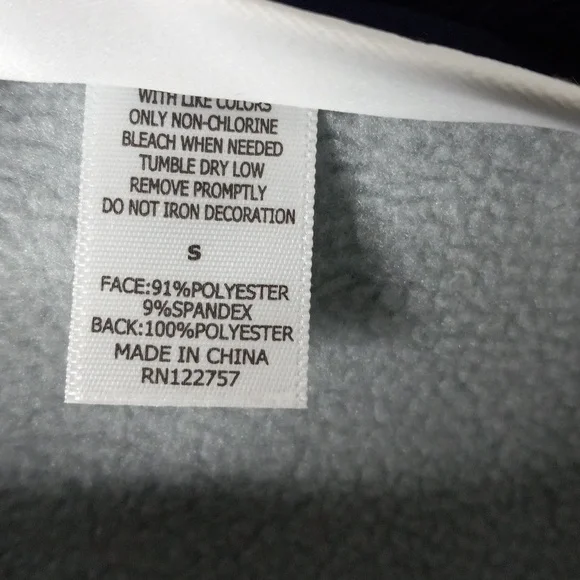 WITH LIKE COLORS
ONLY NON-CHLORINE
BLEACH WHEN NEEDED
TUMBLE DRY LOW
REMOVE PROMPTLY
DO NOT IRON DECORATION
S
FACE:91%POLYESTER
9%SPANDEX
BACK:100%POLYESTER
MADE IN CHINA
RN122757